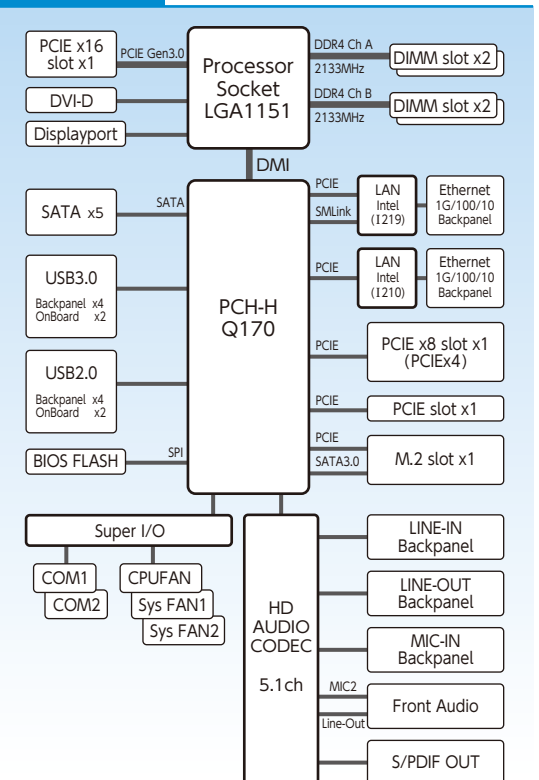 PCIE x16
slot x1
PCIE Gen3.0
Processor
Socket
LGA1151
DDR4 Ch A
2133MHz
DIMM slot x2
DVI-D
DDR4 Ch B
2133MHz
DIMM slot x2
Displayport
DMI
SATA x5
SATA
PCH-H
Q170
PCIE
SMLink
LAN
Intel
(I219)
Ethernet
1G/100/10
Backpanel
USB3.0
Backpanel x4
OnBoard x2
PCIE
LAN
Intel
(I210)
Ethernet
1G/100/10
Backpanel
USB2.0
Backpanel x4
OnBoard x2
PCIE
PCIE x8 slot x1
(PCIEx4)
PCIE
PCIE slot x1
BIOS FLASH
SPI
PCIE
SATA3.0
M.2 slot x1
Super I/O
COM1
COM2
CPUFAN
Sys FAN1
Sys FAN2
HD
AUDIO
CODEC
5.1ch
LINE-IN
Backpanel
LINE-OUT
Backpanel
MIC-IN
Backpanel
MIC2
Line-Out
Front Audio
S/PDIF OUT